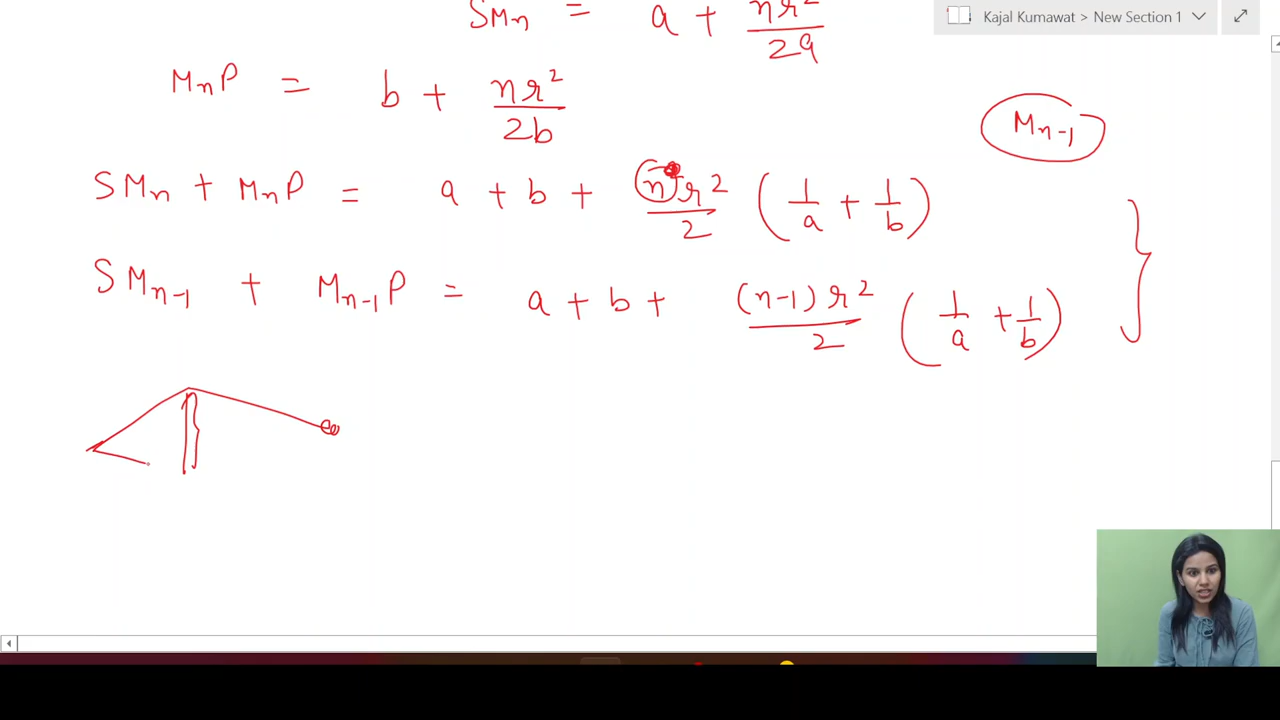 Kajal Kumawat > New Section 1
SMn = a + nr²/2a
MnP = b + nr²/2b
Mn-1
SMn + MnP = a + b + nr²/2 (1/a + 1/b)
SMn-1 + Mn-1P = a + b + (n-1)r²/2 (1/a + 1/b)